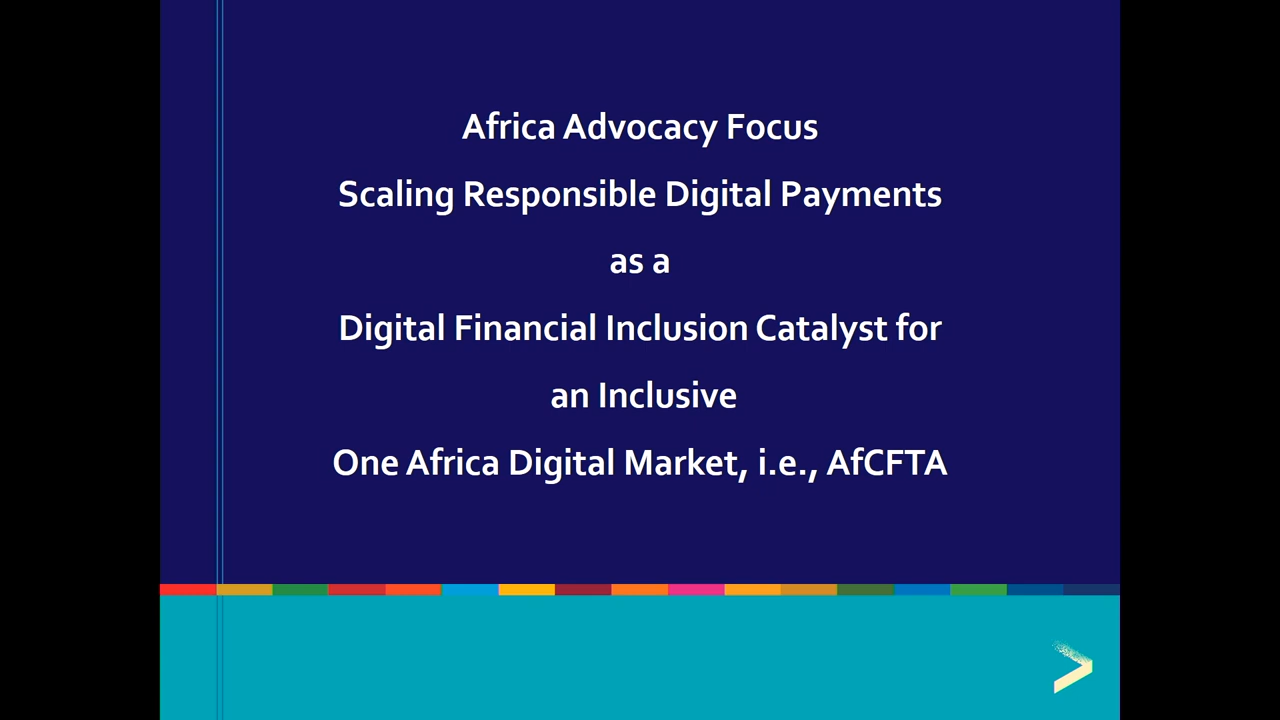 Africa Advocacy Focus
Scaling Responsible Digital Payments
as a
Digital Financial Inclusion Catalyst for
an Inclusive
One Africa Digital Market, i.e., AfCFTA